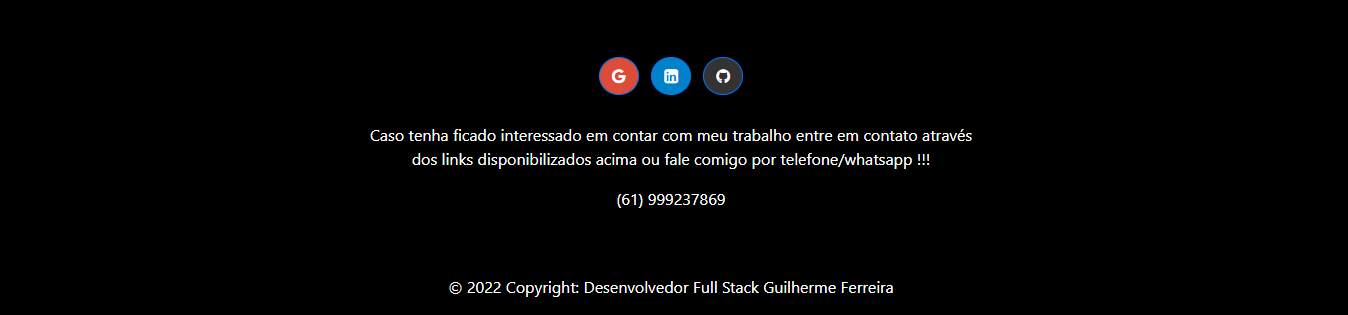 Caso tenha ficado interessado em contar com meu trabalho entre em contato através
dos links disponibilizados acima ou fale comigo por telefone/whatsapp !!!
(61) 999237869
© 2022 Copyright: Desenvolvedor Full Stack Guilherme Ferreira